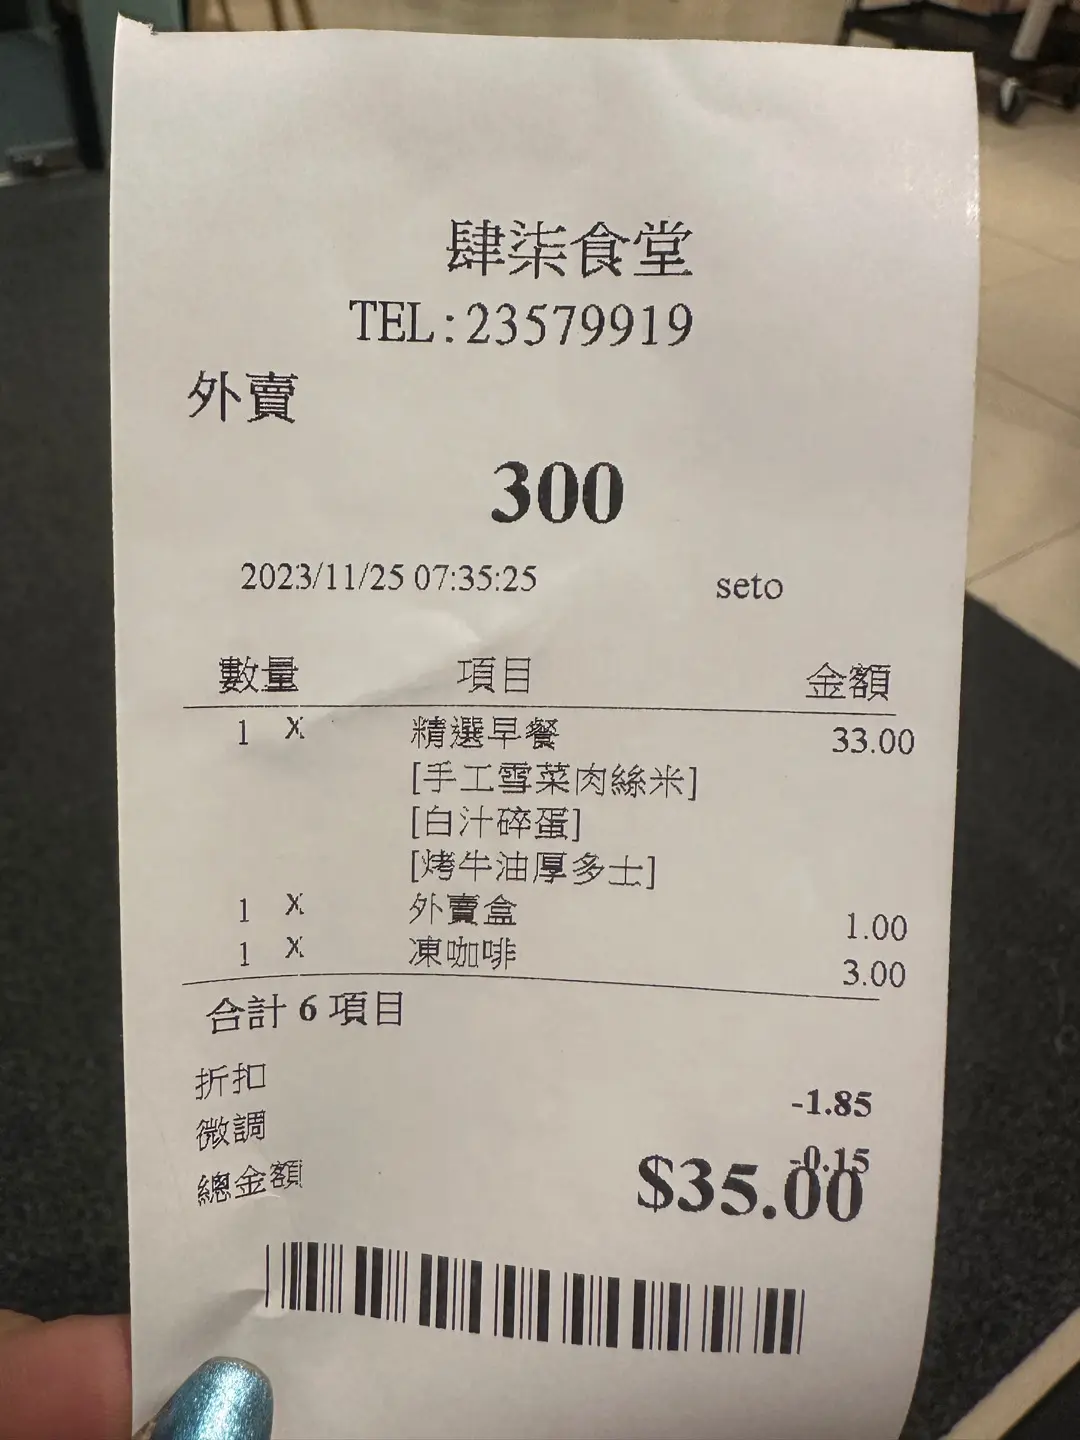 肆柒食堂
TEL:23579919
外賣
300
2023/11/25 07:35:25 seto
數量 項目 金額
1 X 精選早餐 33.00
[手工雪菜肉絲米]
[白汁碎蛋]
[烤牛油厚多士]
1 X 外賣盒 1.00
1 X 凍咖啡 3.00
合計 6 項目
折扣 -1.85
微調 -0.15
總金額 $35.00